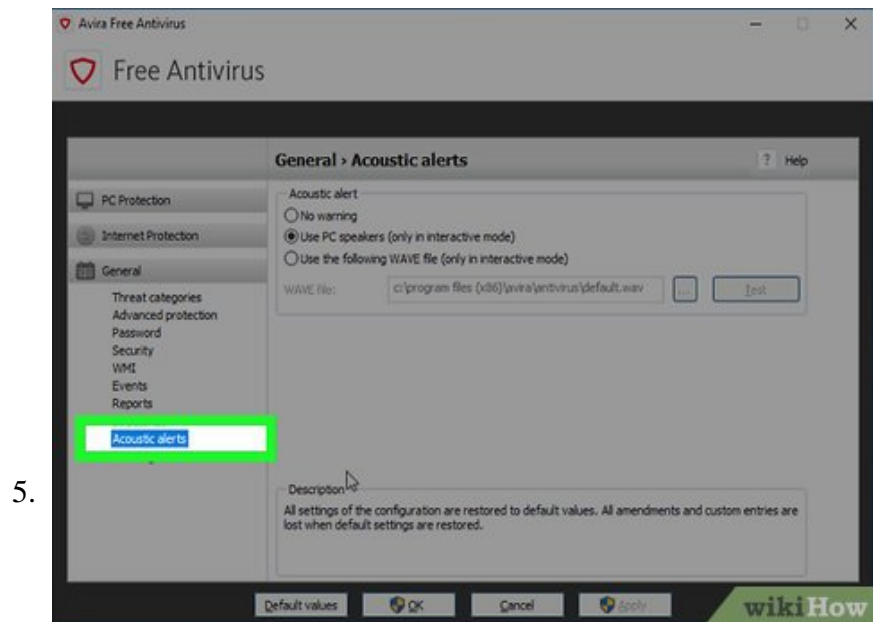 Avira Free Antivirus
Free Antivirus
General › Acoustic alerts
? Help
PC Protection
Internet Protection
General
Threat categories
Advanced protection
Password
Security
WMI
Events
Reports
Acoustic alerts
Acoustic alert
No warning
Use PC speakers (only in interactive mode)
Use the following WAVE file (only in interactive mode)
WAVE file: c:\program files (x86)\avira\antivirus\default.wav ... Test
5.
Description
All settings of the configuration are restored to default values. All amendments and custom entries are
lost when default settings are restored.
Default values OK Cancel Apply
wikiHow